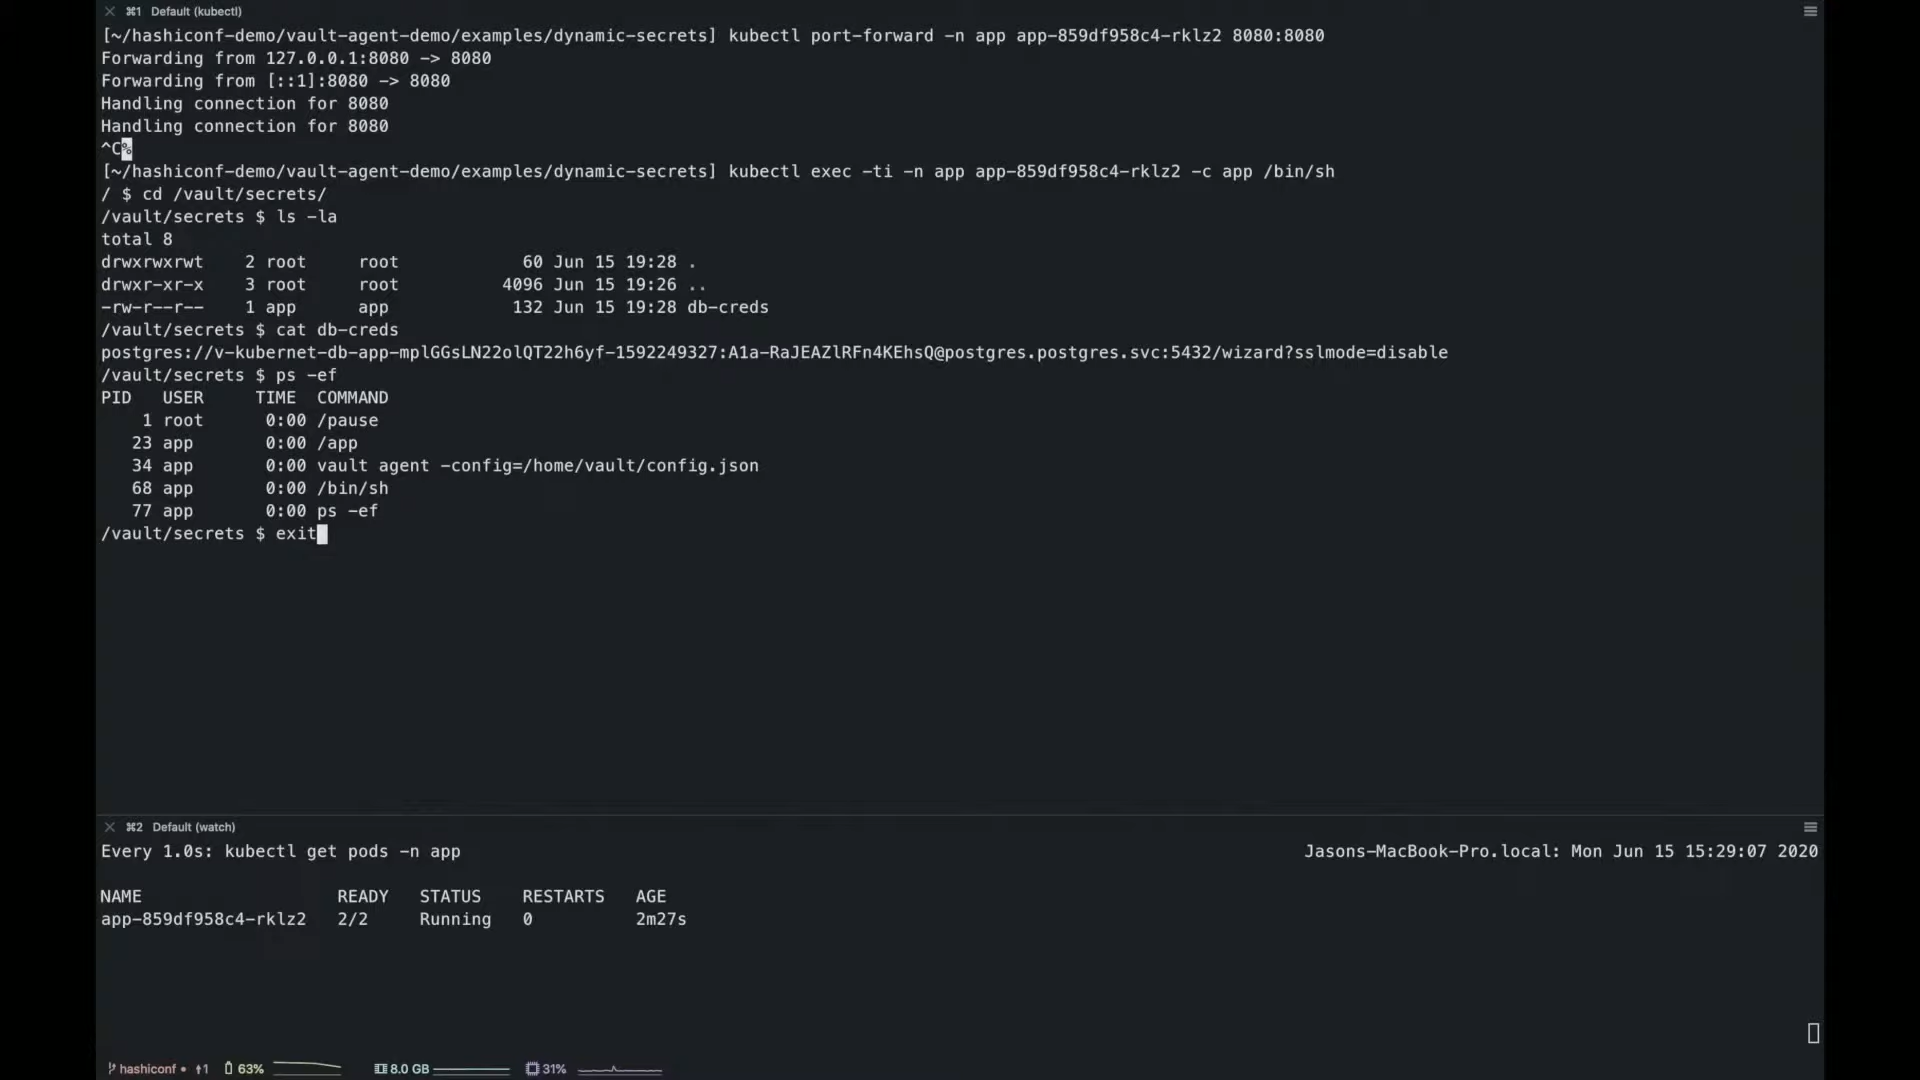 ⌘1 Default (kubectl)
[~/hashiconf-demo/vault-agent-demo/examples/dynamic-secrets] kubectl port-forward -n app app-859df958c4-rklz2 8080:8080
Forwarding from 127.0.0.1:8080 -> 8080
Forwarding from [::1]:8080 -> 8080
Handling connection for 8080
Handling connection for 8080
^C%
[~/hashiconf-demo/vault-agent-demo/examples/dynamic-secrets] kubectl exec -ti -n app app-859df958c4-rklz2 -c app /bin/sh
/ $ cd /vault/secrets/
/vault/secrets $ ls -la
total 8
drwxrwxrwt    2 root     root            60 Jun 15 19:28 .
drwxr-xr-x    3 root     root          4096 Jun 15 19:26 ..
-rw-r--r--    1 app      app            132 Jun 15 19:28 db-creds
/vault/secrets $ cat db-creds
postgres://v-kubernet-db-app-mplGGsLN22olQT22h6yf-1592249327:A1a-RaJEAZlRFn4KEhsQ@postgres.postgres.svc:5432/wizard?sslmode=disable
/vault/secrets $ ps -ef
PID   USER     TIME  COMMAND
    1 root      0:00 /pause
   23 app       0:00 /app
   34 app       0:00 vault agent -config=/home/vault/config.json
   68 app       0:00 /bin/sh
   77 app       0:00 ps -ef
/vault/secrets $ exit
⌘2 Default (watch)
Every 1.0s: kubectl get pods -n app    Jasons-MacBook-Pro.local: Mon Jun 15 15:29:07 2020
NAME                   READY   STATUS    RESTARTS   AGE
app-859df958c4-rklz2   2/2     Running   0          2m27s
hashiconf • ↑1 63% 8.0 GB 31%